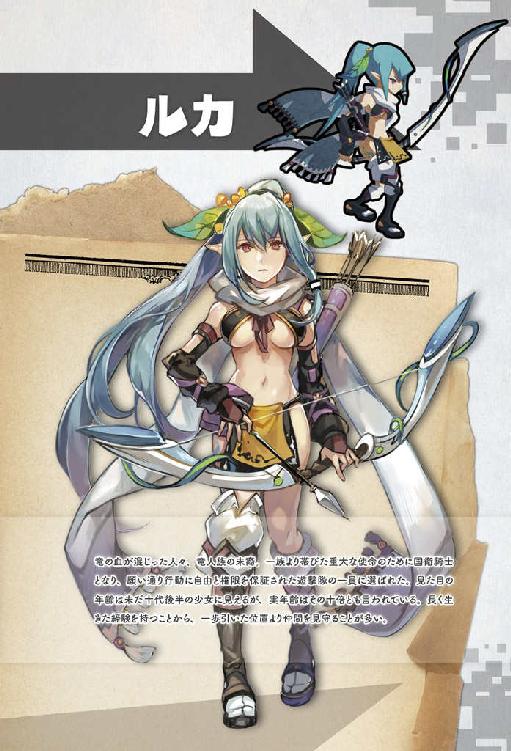 ルカ
竜の血が混じった人々、竜人族の末裔。一族より帯びた重大な使命のために国衛騎士
となり、願い通り行動に自由と権限を保証された遊撃隊の一員に選ばれた。見た目の
年齢は未だ十代後半の少女に見えるが、実年齢はその十倍とも言われている。長く生
きた経験を持つことから、一歩引いた位置より仲間を見守ることが多い。